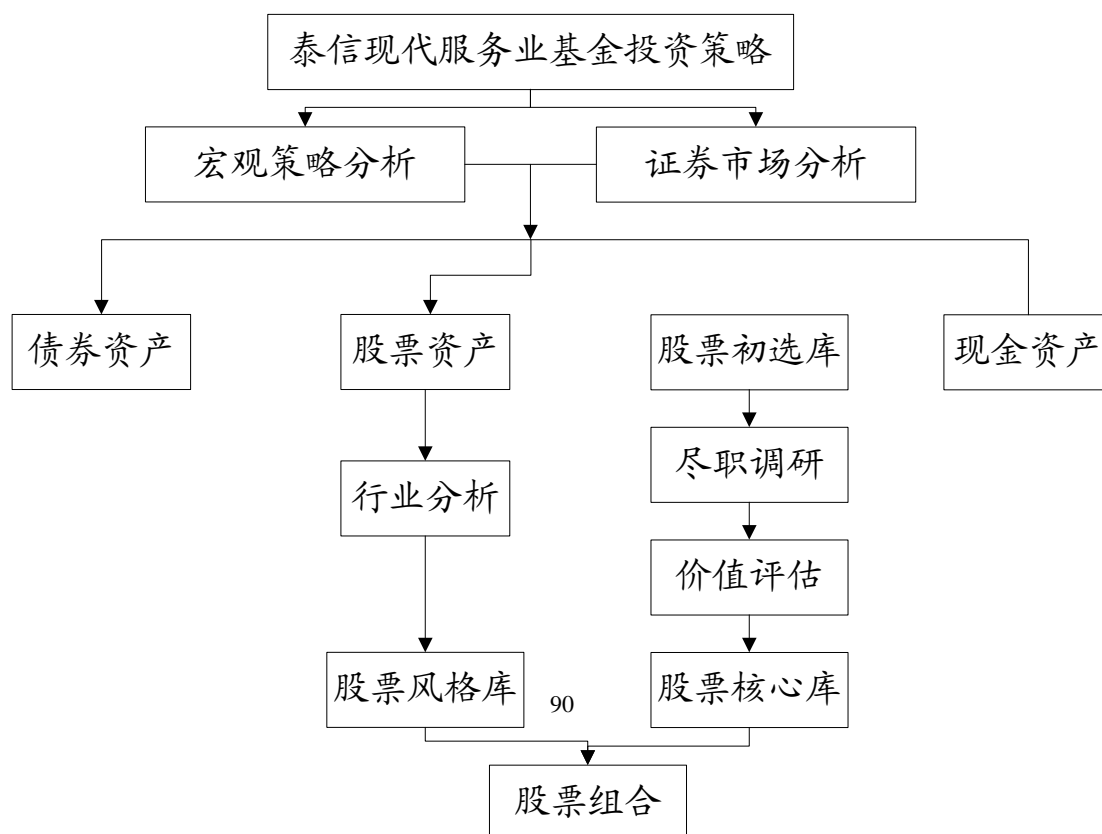 泰信现代服务业基金投资策略
宏观策略分析
证券市场分析
债券资产
股票资产
股票初选库
现金资产
尽职调研
行业分析
价值评估
股票风格库
股票核心库
90
股票组合